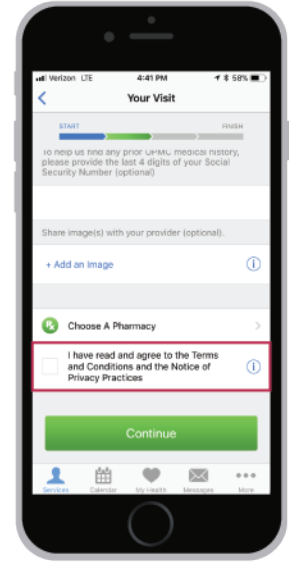 Verizon LTE 4:41 PM 58%
Your Visit
START FINISH
To help us find any prior UPMC medical history,
please provide the last 4 digits of your Social
Security Number (optional)
Share image(s) with your provider (optional).
+ Add an Image
Choose A Pharmacy
I have read and agree to the Terms
and Conditions and the Notice of
Privacy Practices
Continue
Services Calendar My Health Messages More